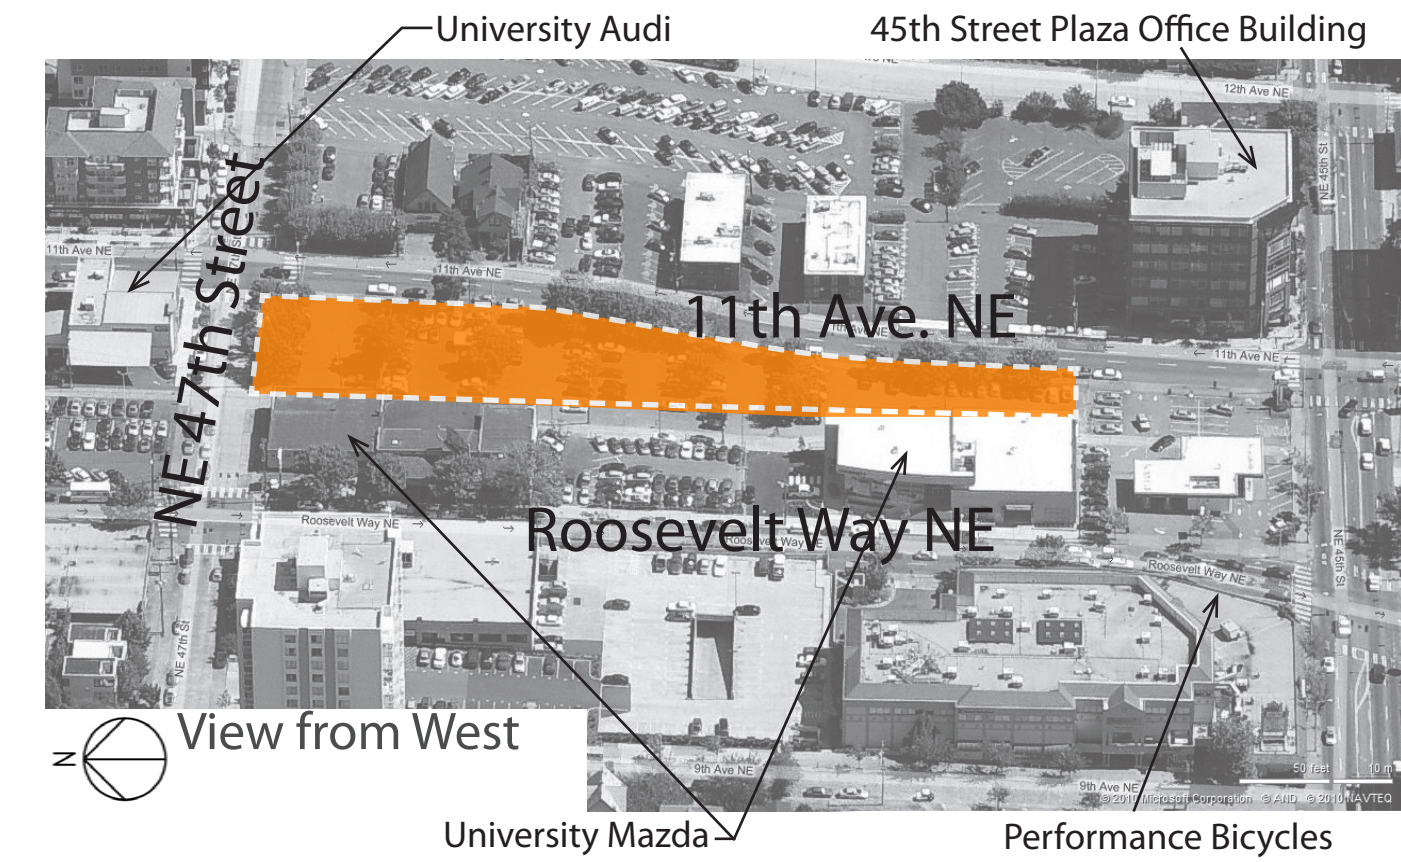 University Audi
45th Street Plaza Office Building
12th Ave NE
NE 45th St
11th Ave NE
11th Ave NE
NE 47th Street
11th Ave. NE
11th Ave NE
Roosevelt Way NE
Roosevelt Way NE
Roosevelt Way NE
NE 45th St
Roosevelt Way NE
NE 47th St
View from West
N
9th Ave NE
50 feet
10 m
9th Ave NE
© 2010 Microsoft Corporation © AND © 2010 NAVTEQ
University Mazda
Performance Bicycles